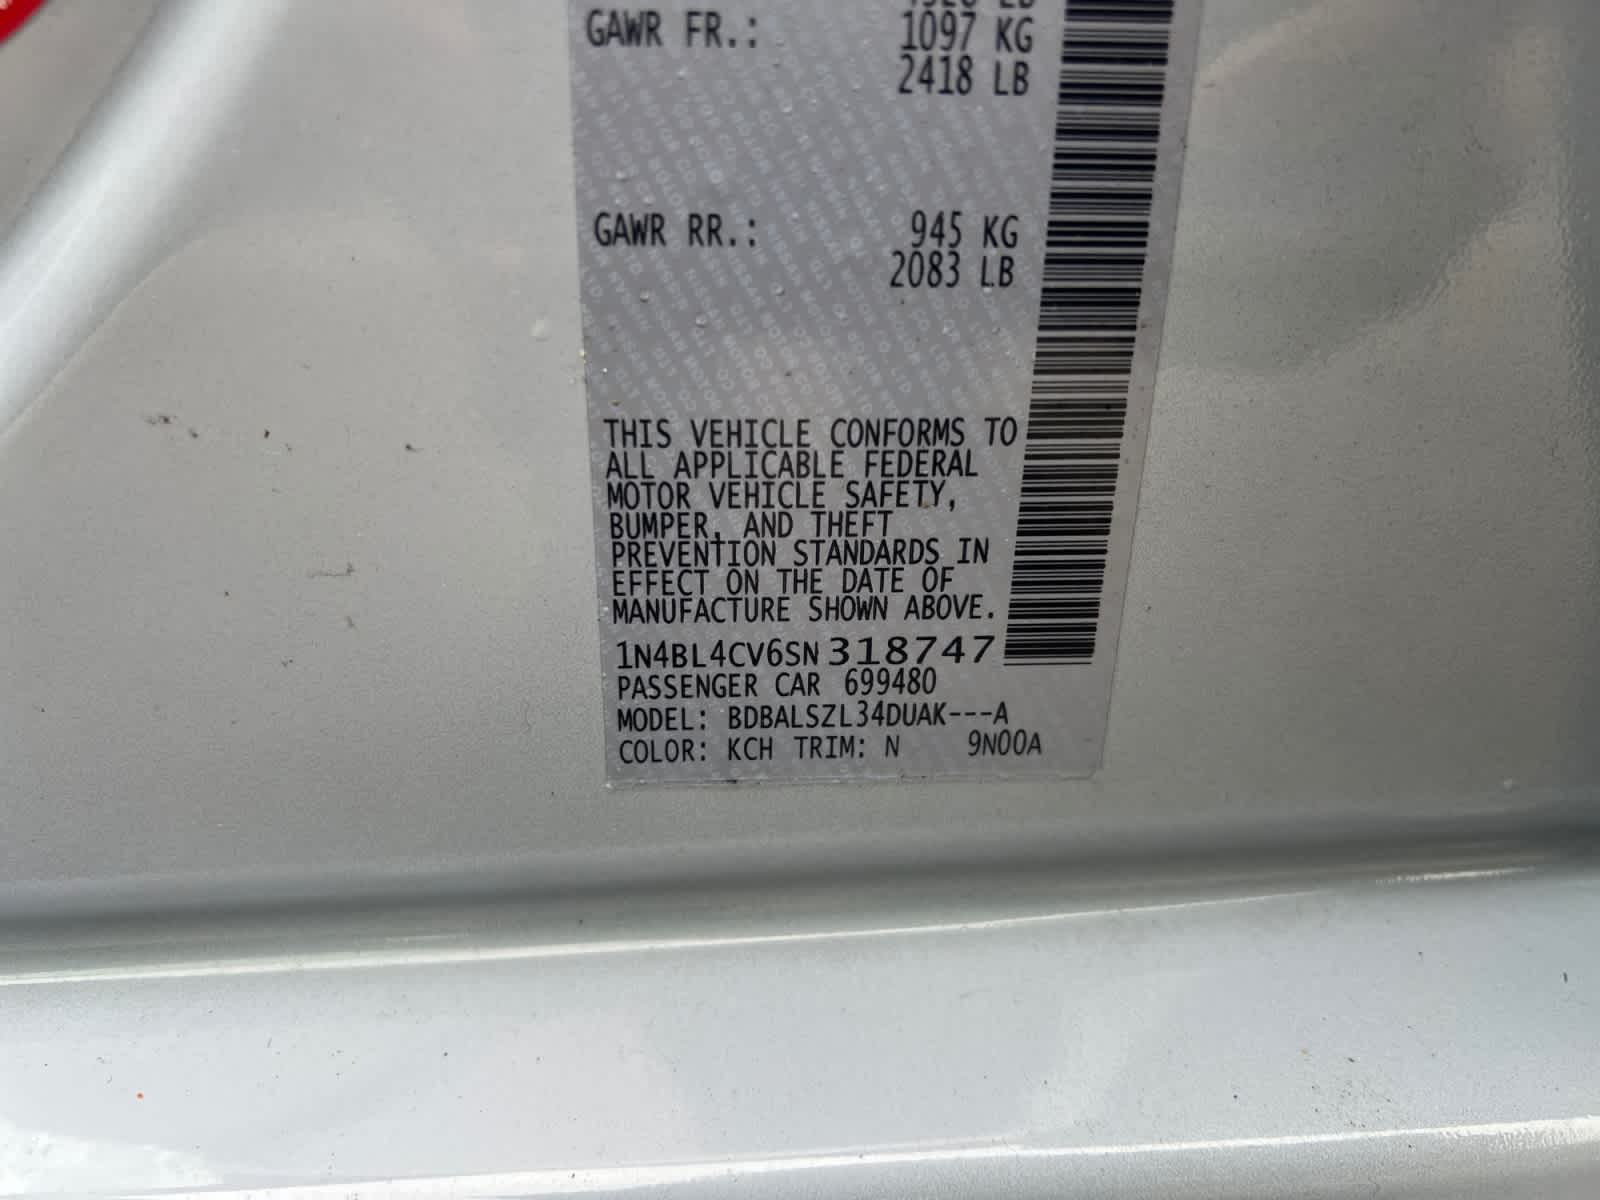 GAWR FR.: 1097 KG
2418 LB
GAWR RR.: 945 KG
2083 LB
THIS VEHICLE CONFORMS TO
ALL APPLICABLE FEDERAL
MOTOR VEHICLE SAFETY,
BUMPER, AND THEFT
PREVENTION STANDARDS IN
EFFECT ON THE DATE OF
MANUFACTURE SHOWN ABOVE.
1N4BL4CV6SN318747
PASSENGER CAR 699480
MODEL: BDBALSZL34DUAK---A
COLOR: KCH TRIM: N 9N00A